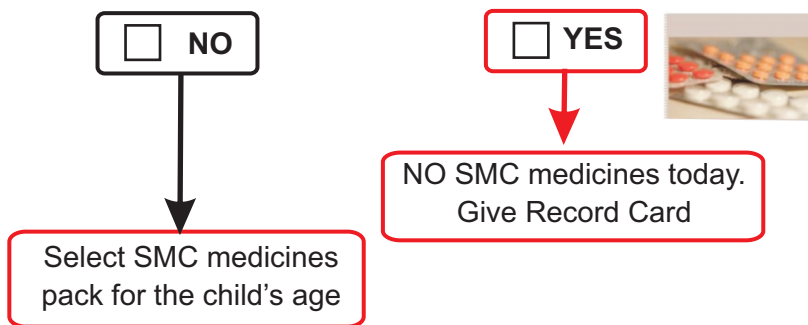 NO
YES
NO SMC medicines today.
Give Record Card
Select SMC medicines
pack for the child's age